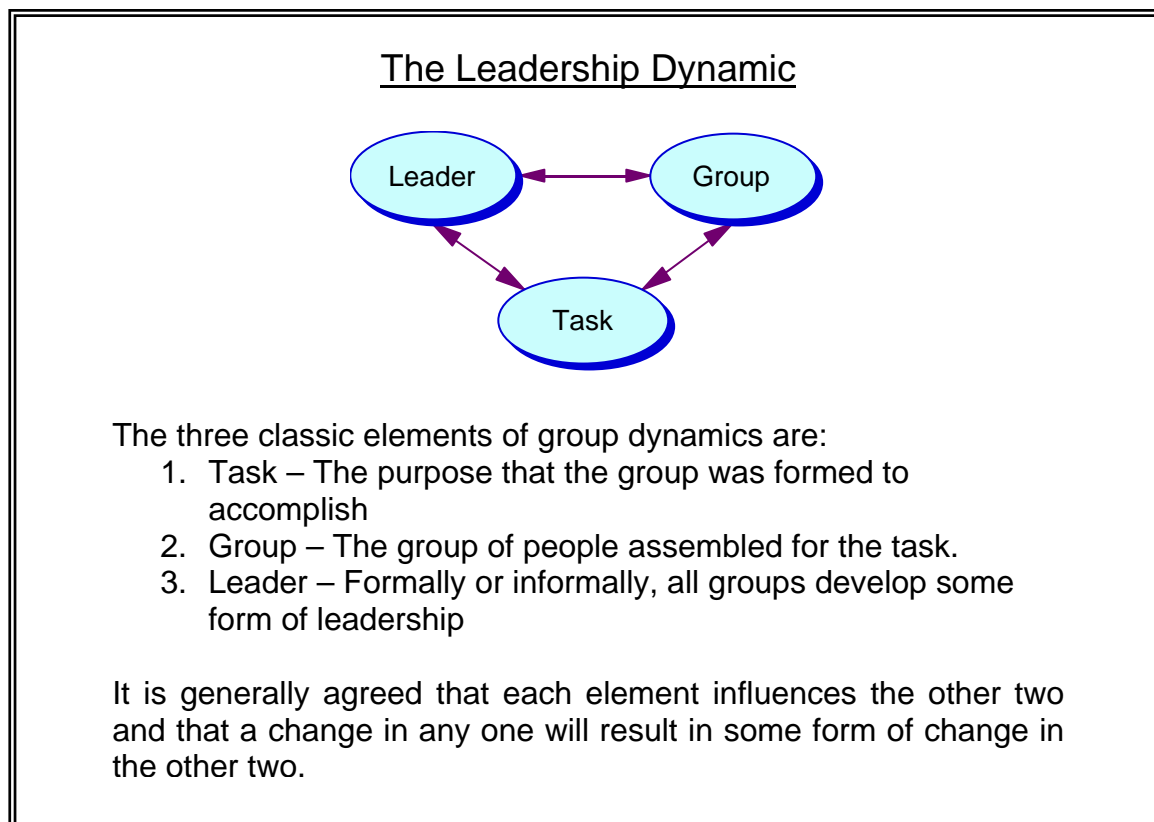 The Leadership Dynamic
Leader
Group
Task
The three classic elements of group dynamics are:
1. Task – The purpose that the group was formed to
accomplish
2. Group – The group of people assembled for the task.
3. Leader – Formally or informally, all groups develop some
form of leadership
It is generally agreed that each element influences the other two
and that a change in any one will result in some form of change in
the other two.